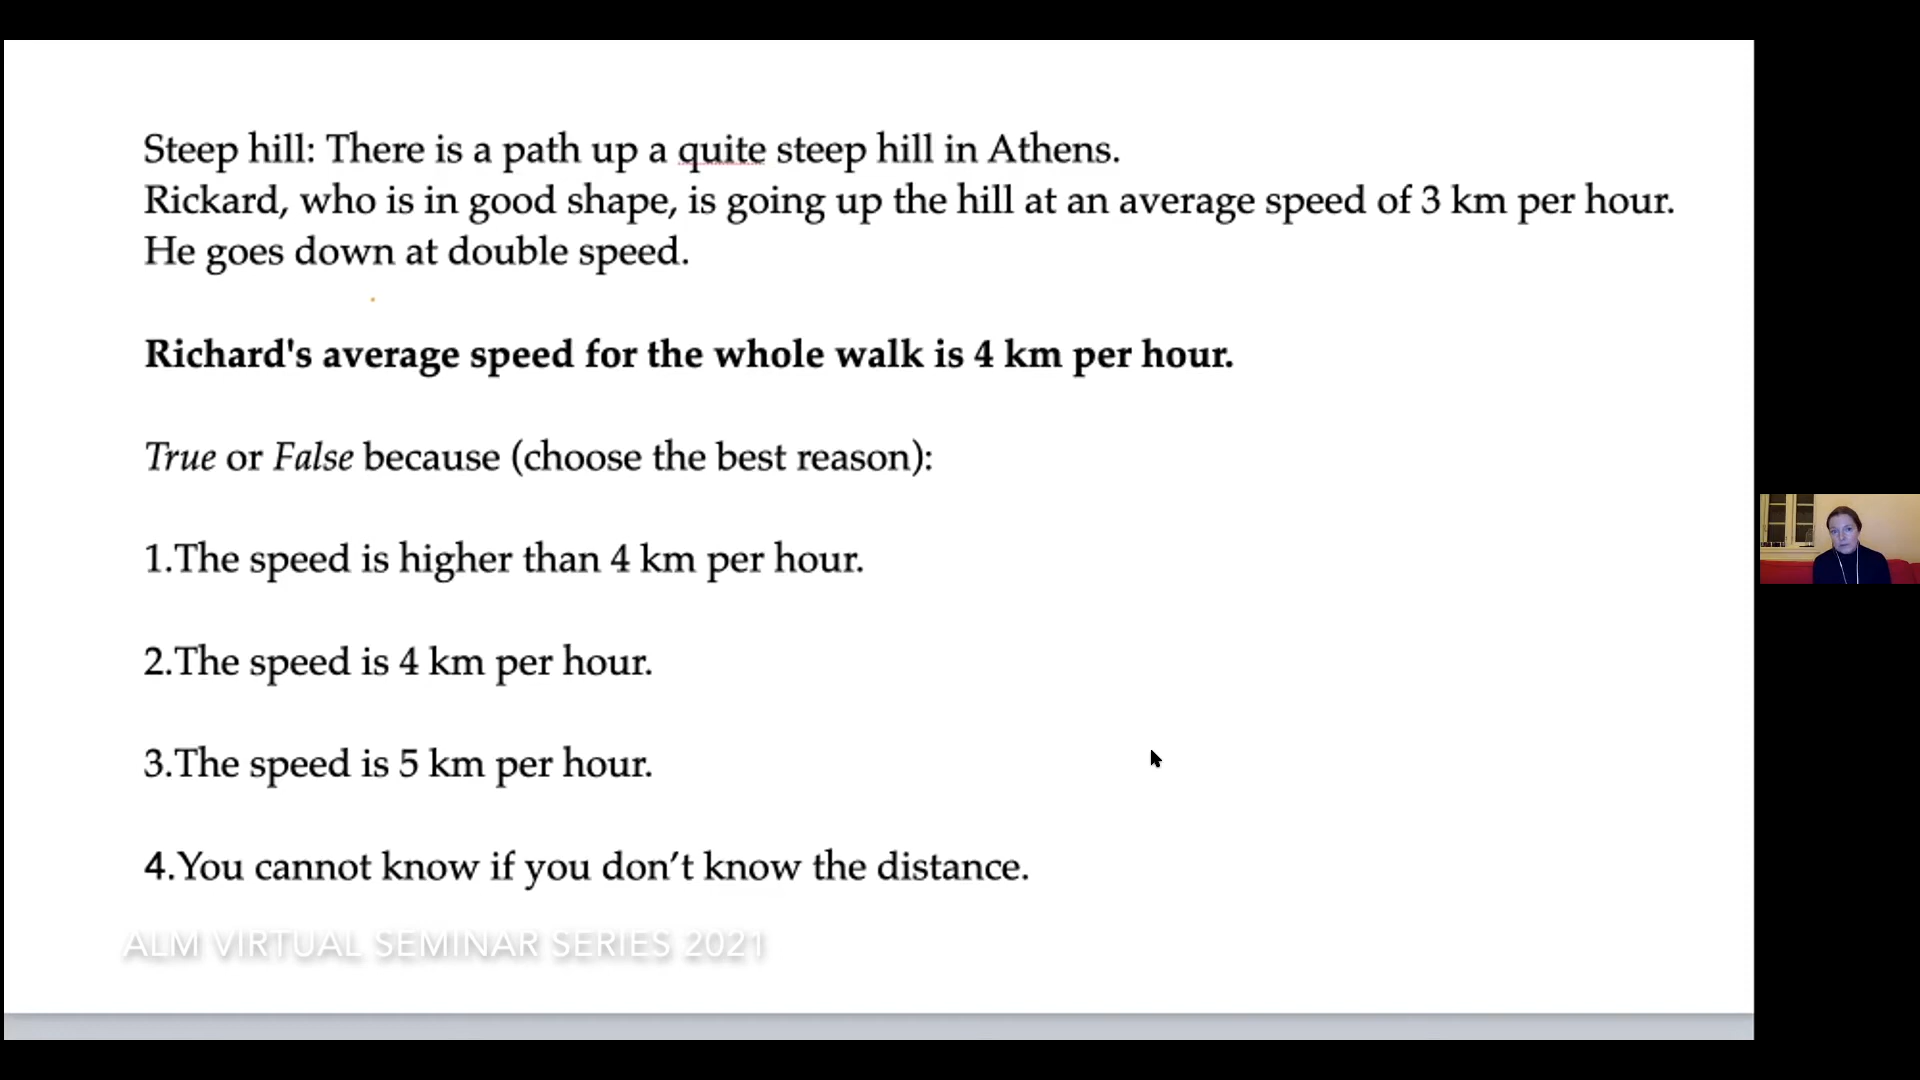 Steep hill: There is a path up a quite steep hill in Athens.
Rickard, who is in good shape, is going up the hill at an average speed of 3 km per hour.
He goes down at double speed.
Richard's average speed for the whole walk is 4 km per hour.
True or False because (choose the best reason):
1.The speed is higher than 4 km per hour.
2.The speed is 4 km per hour.
3.The speed is 5 km per hour.
4.You cannot know if you don’t know the distance.
ALM VIRTUAL SEMINAR SERIES 2021